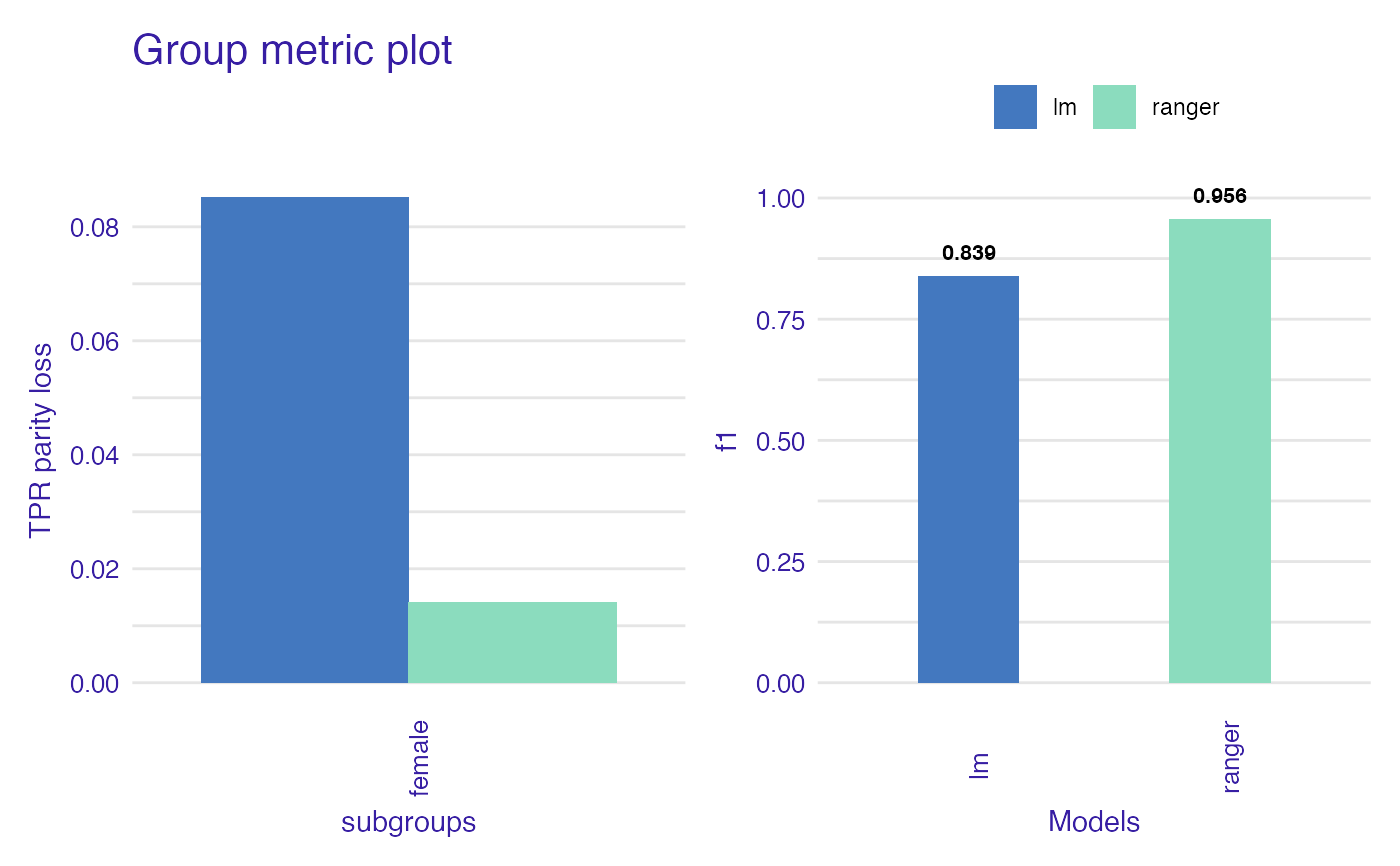 Group metric plot
lm
ranger
TPR parity loss
0.08
0.06
0.04
0.02
0.00
female
subgroups
f1
1.00
0.75
0.50
0.25
0.00
0.839
0.956
lm
ranger
Models